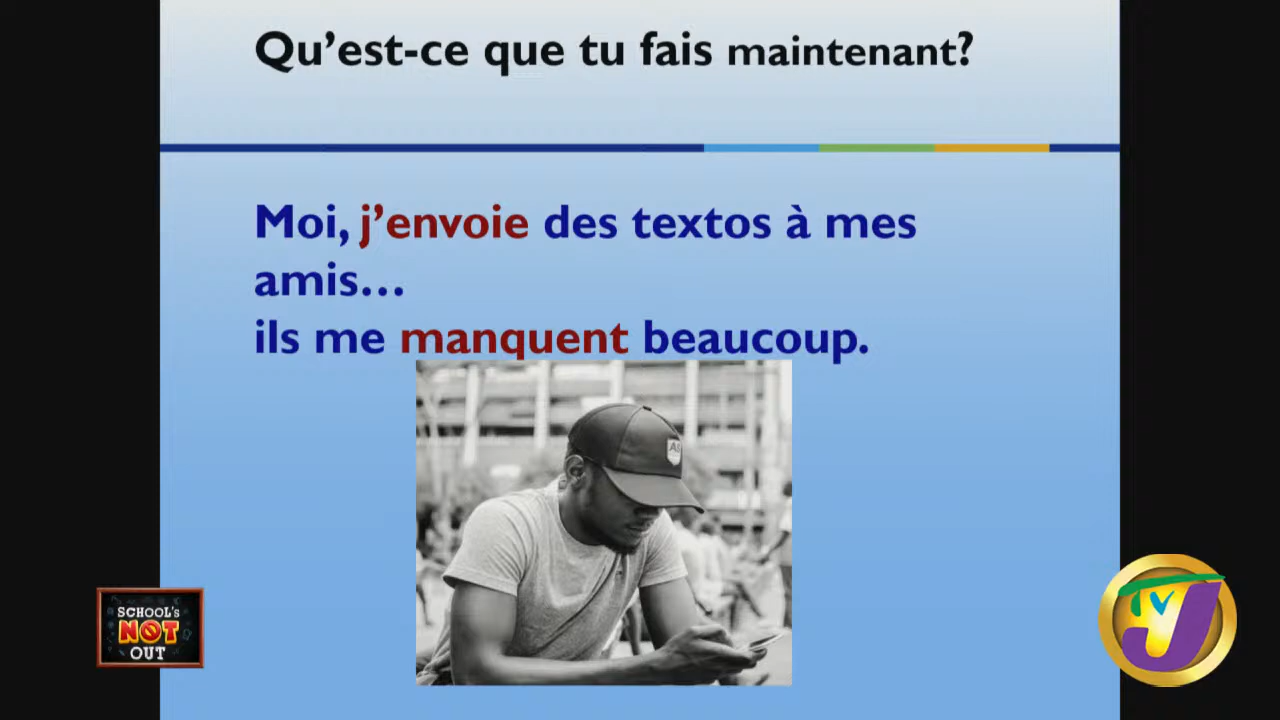 Qu’est-ce que tu fais maintenant?
Moi, j’envoie des textos à mes
amis…
ils me manquent beaucoup.
SCHOOL's
NOT
OUT
TVJ